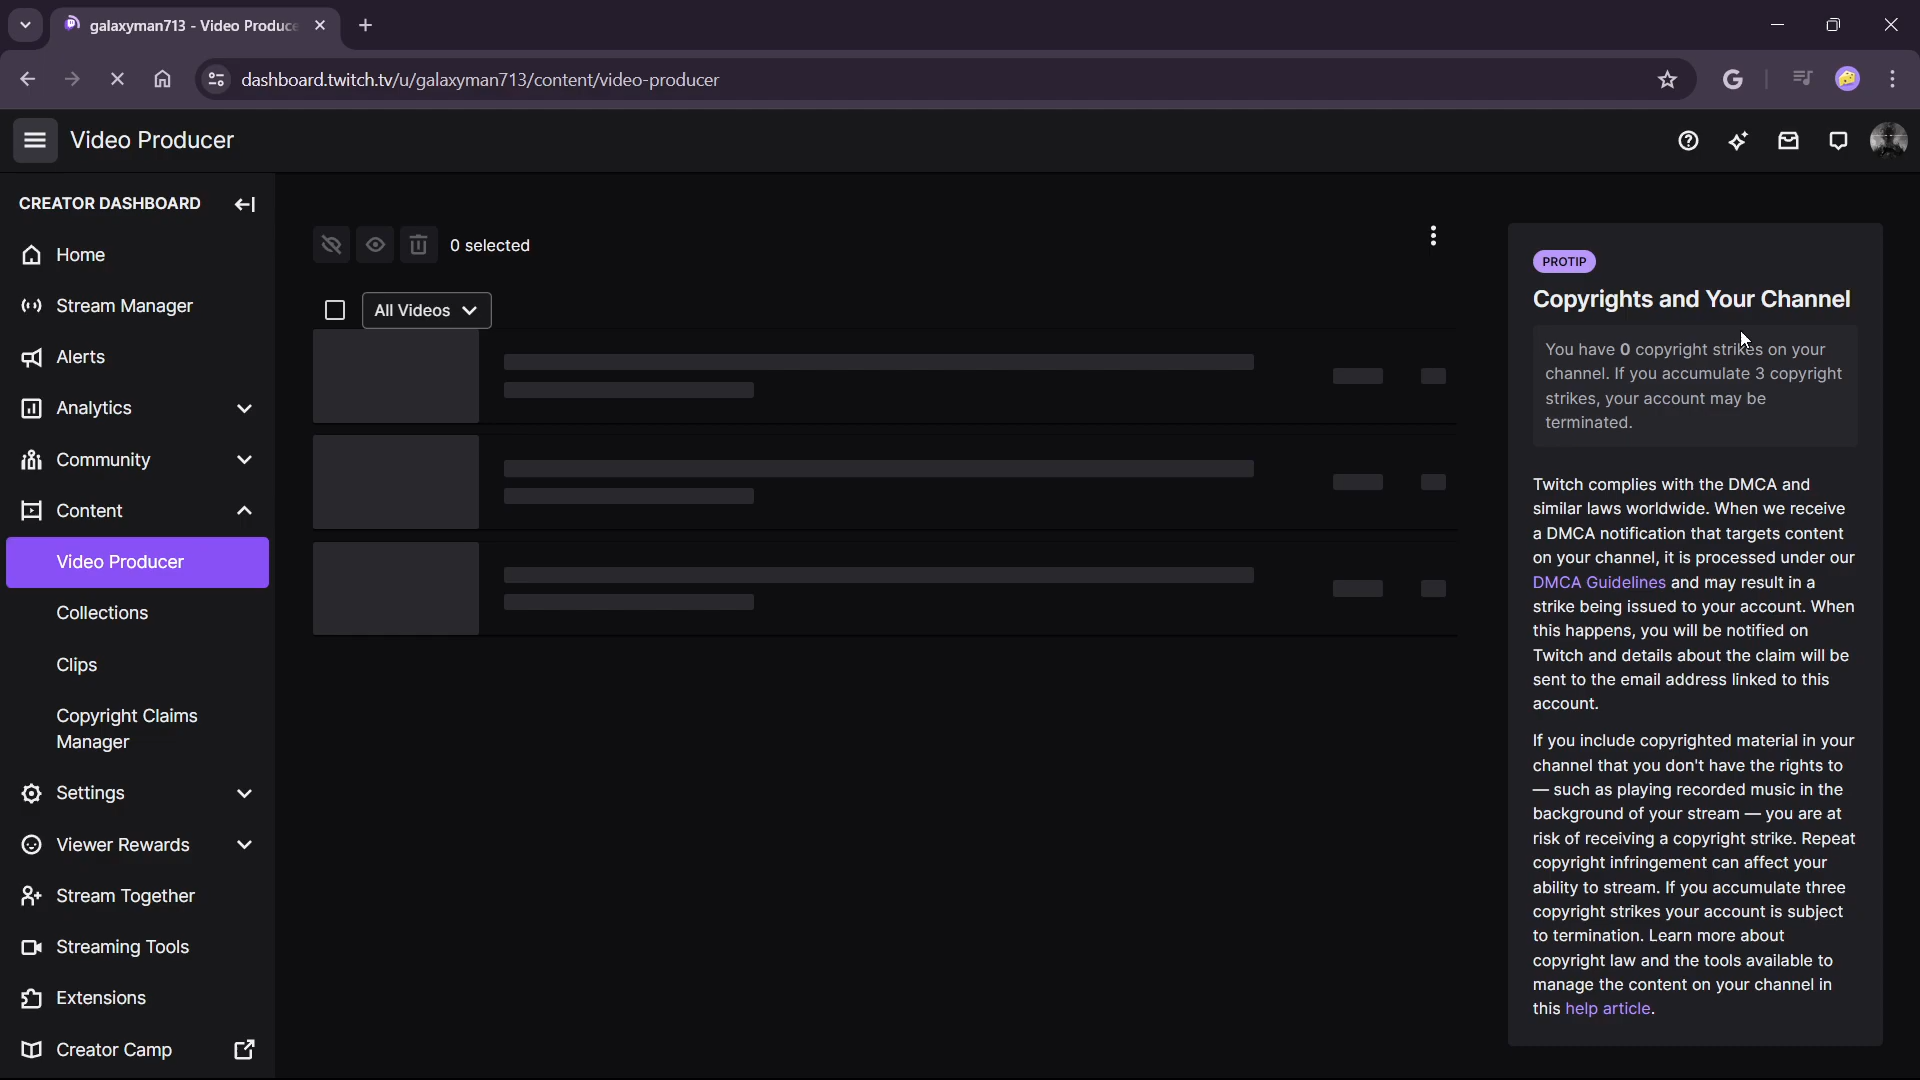 galaxyman713 - Video Produce
dashboard.twitch.tv/u/galaxyman713/content/video-producer
Video Producer
CREATOR DASHBOARD
Home
Stream Manager
Alerts
Analytics
Community
Content
Video Producer
Collections
Clips
Copyright Claims
Manager
Settings
Viewer Rewards
Stream Together
Streaming Tools
Extensions
Creator Camp
0 selected
All Videos
PROTIP
Copyrights and Your Channel
You have 0 copyright strikes on your
channel. If you accumulate 3 copyright
strikes, your account may be
terminated.
Twitch complies with the DMCA and
similar laws worldwide. When we receive
a DMCA notification that targets content
on your channel, it is processed under our
DMCA Guidelines and may result in a
strike being issued to your account. When
this happens, you will be notified on
Twitch and details about the claim will be
sent to the email address linked to this
account.
If you include copyrighted material in your
channel that you don't have the rights to
— such as playing recorded music in the
background of your stream — you are at
risk of receiving a copyright strike. Repeat
copyright infringement can affect your
ability to stream. If you accumulate three
copyright strikes your account is subject
to termination. Learn more about
copyright law and the tools available to
manage the content on your channel in
this help article.